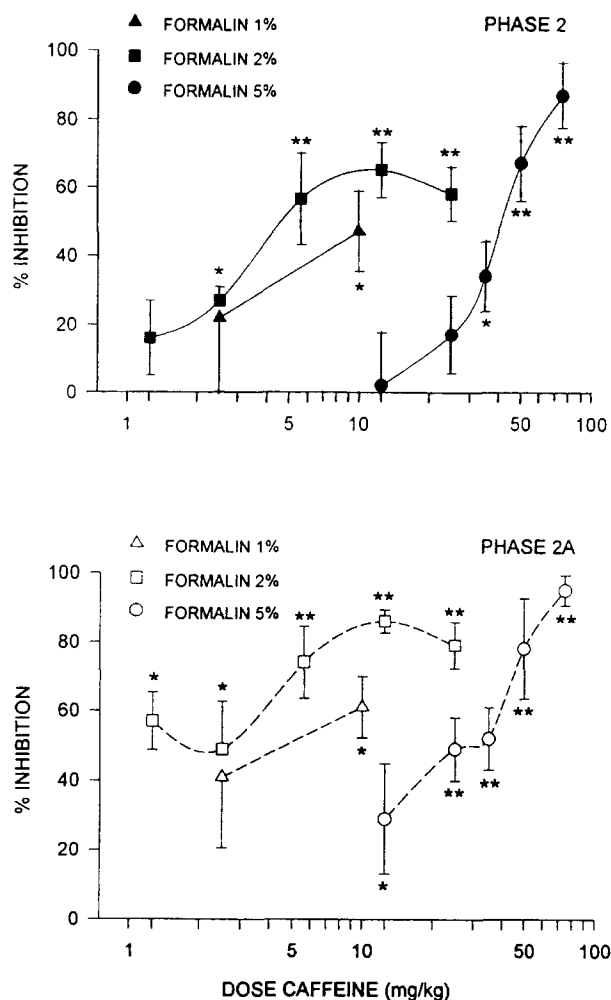 FORMALIN 1%
FORMALIN 2%
FORMALIN 5%
PHASE 2
% INHIBITION
100
80
60
40
20
0
** ** ** **
**
* * *
1 5 10 50 100
FORMALIN 1%
FORMALIN 2%
FORMALIN 5%
PHASE 2A
% INHIBITION
100
80
60
40
20
0
** ** ** **
* * **
* ** **
*
1 5 10 50 100
DOSE CAFFEINE (mg/kg)